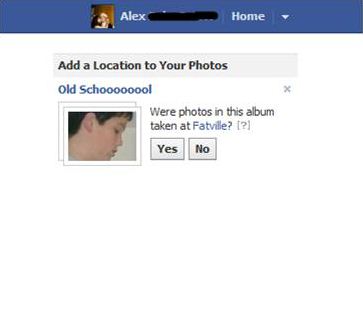 Alex Home
Add a Location to Your Photos
Old Schoooooool
Were photos in this album
taken at Fatville? [?]
Yes No